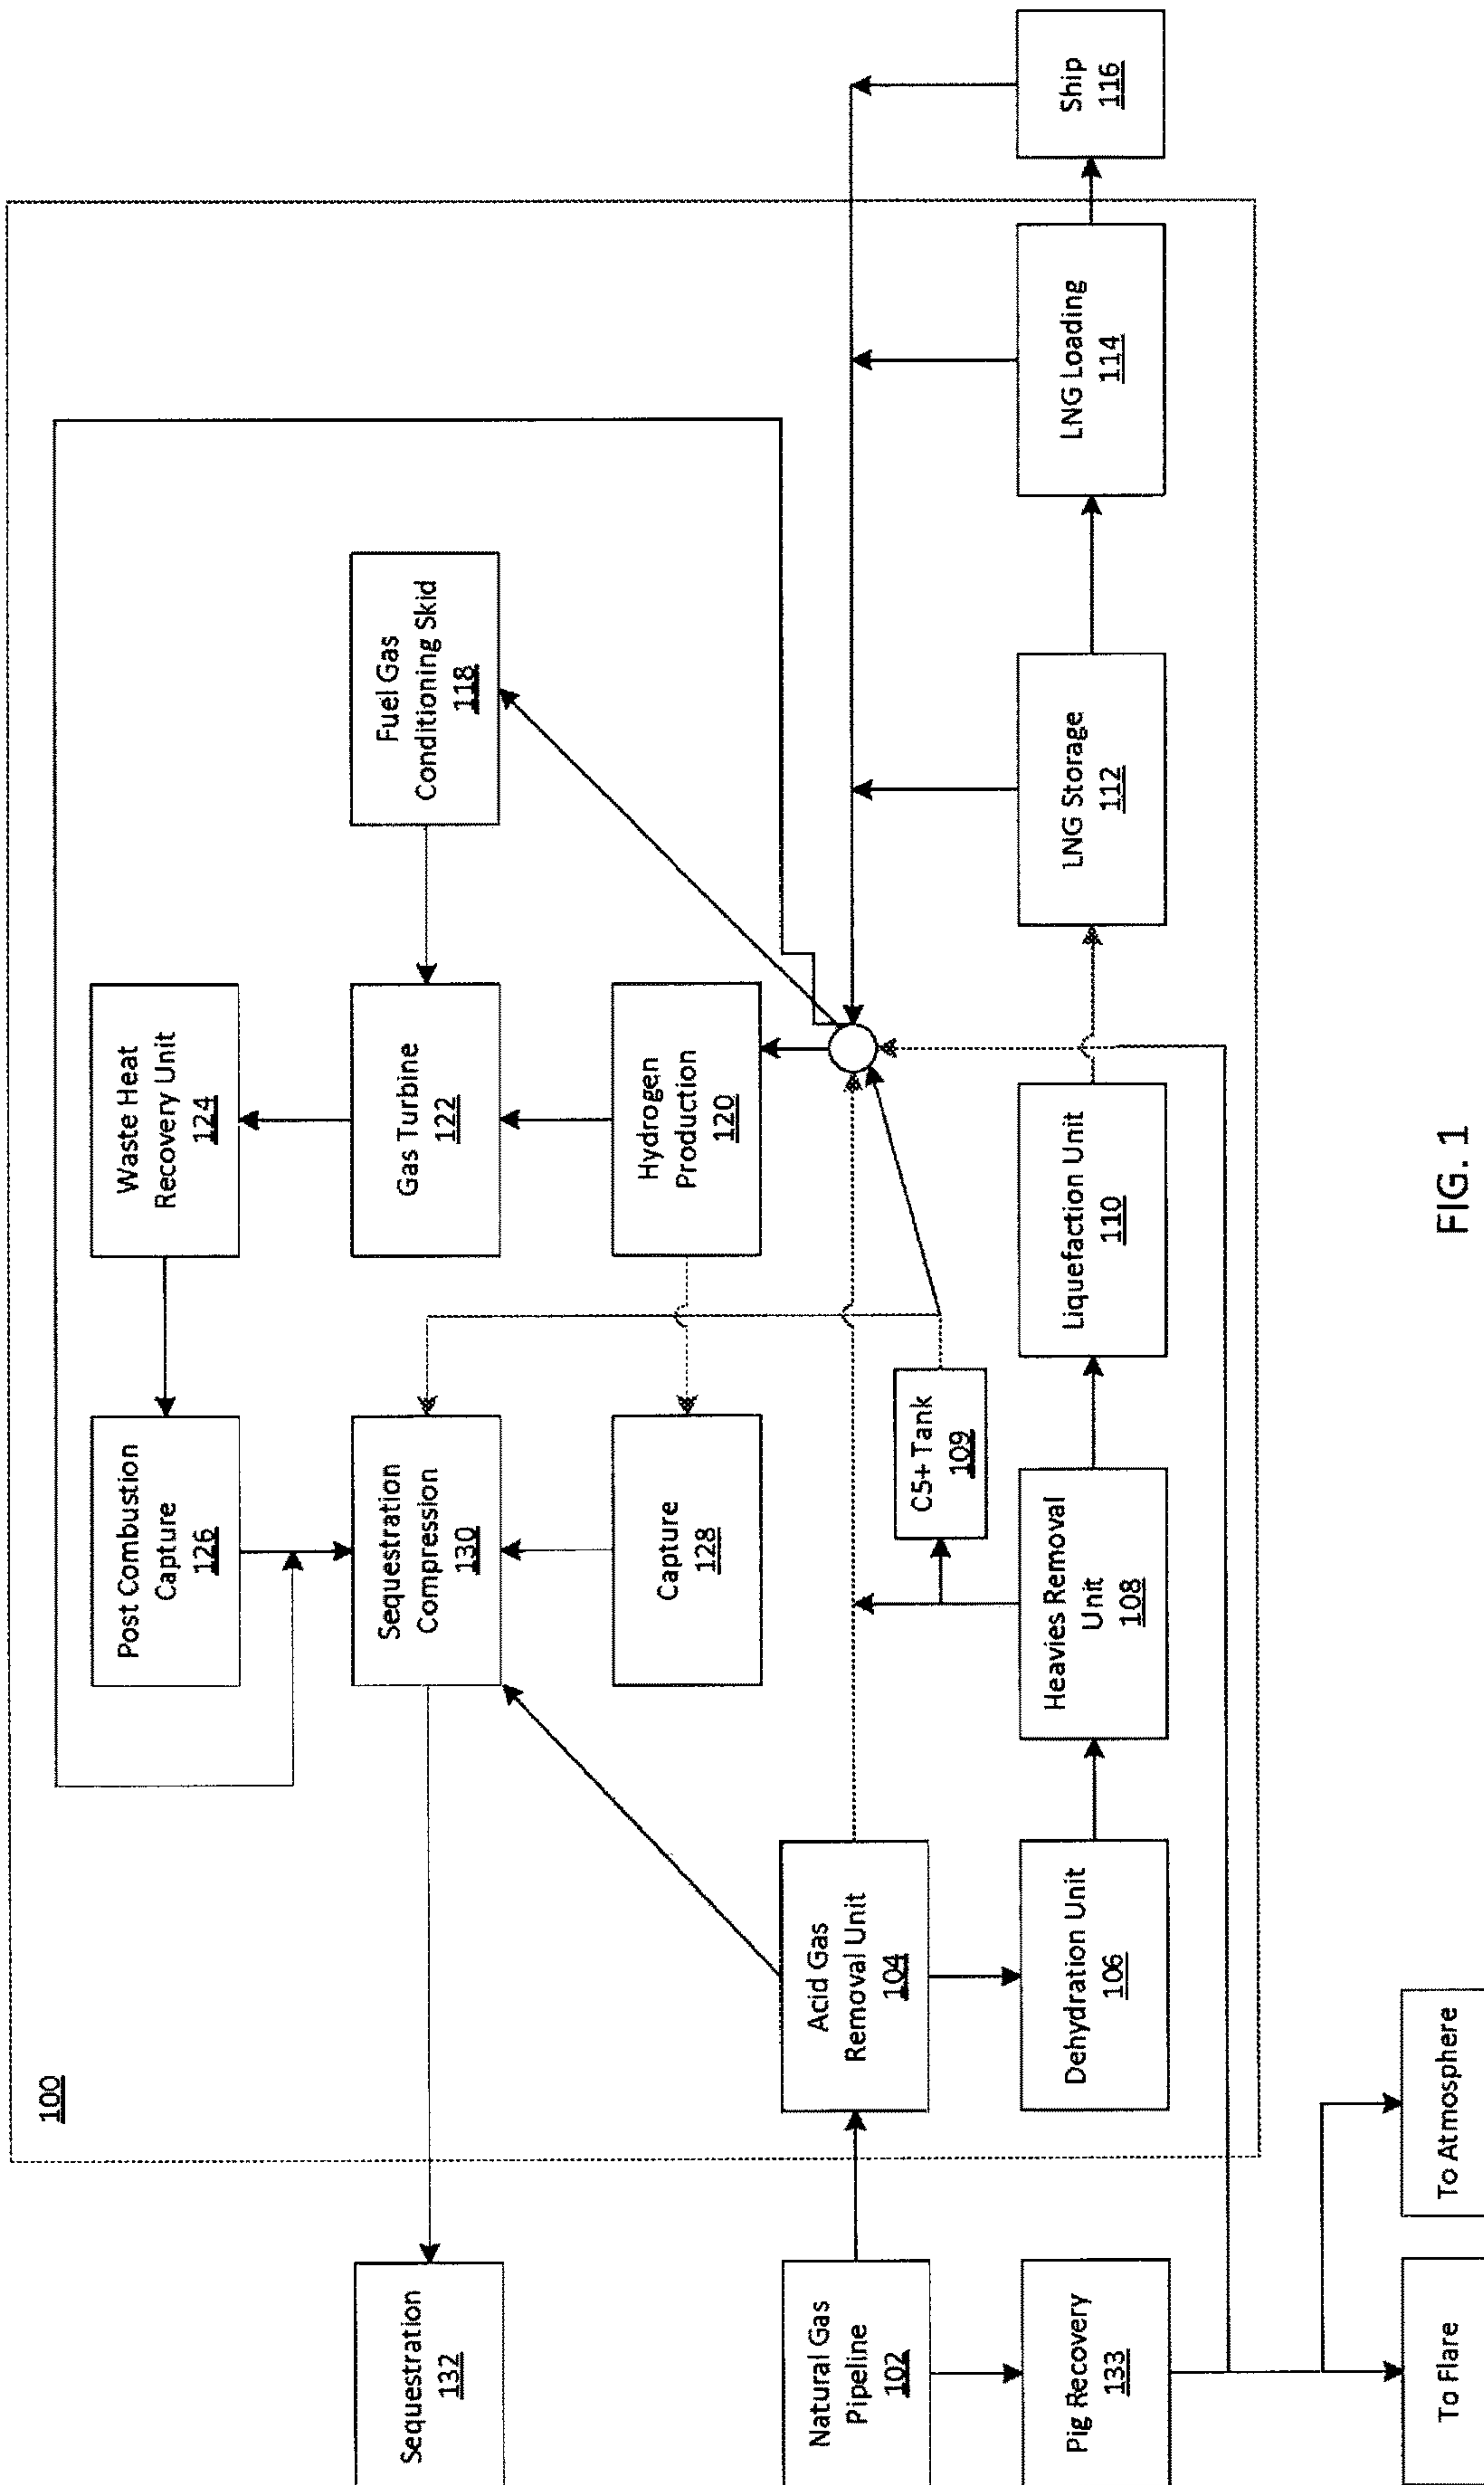 100
Sequestration
132
Natural Gas
Pipeline
102
Pig Recovery
133
To Flare
To Atmosphere
Acid Gas
Removal Unit
104
Dehydration Unit
106
Post Combustion
Capture
126
Sequestration
Compression
130
Capture
128
C5+ Tank
109
Heavies Removal
Unit
108
Waste Heat
Recovery Unit
124
Gas Turbine
122
Hydrogen
Production
120
Liquefaction Unit
110
Fuel Gas
Conditioning Skid
118
LNG Storage
112
LNG Loading
114
Ship
116
FIG. 1